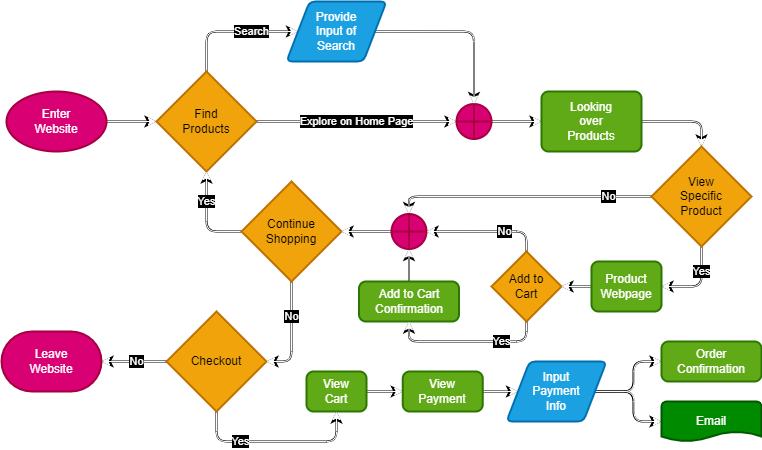 Provide
Input of
Search
Search
Enter
Website
Find
Products
Explore on Home Page
Looking
over
Products
View
Specific
Product
No
Yes
Continue
Shopping
Yes
No
Add to
Cart
Product
Webpage
Yes
Add to Cart
Confirmation
Yes
No
Leave
Website
No
Checkout
Yes
View
Cart
View
Payment
Input
Payment
Info
Order
Confirmation
Email